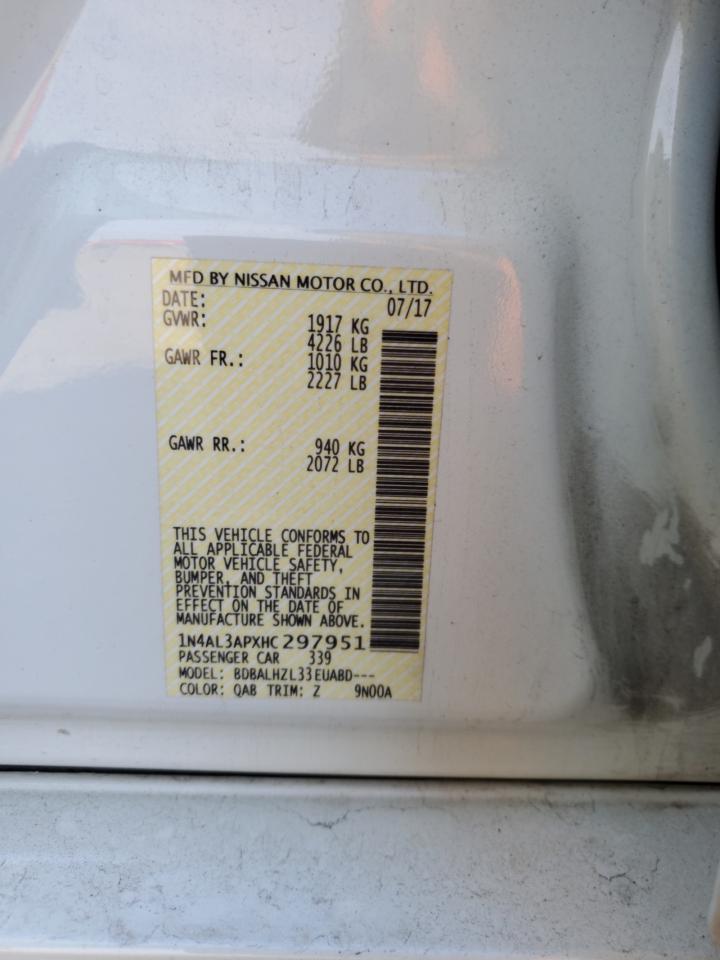 MFD BY NISSAN MOTOR CO., LTD.
DATE: 07/17
GVWR: 1917 KG
4226 LB
GAWR FR.: 1010 KG
2227 LB
GAWR RR.: 940 KG
2072 LB
THIS VEHICLE CONFORMS TO
ALL APPLICABLE FEDERAL
MOTOR VEHICLE SAFETY,
BUMPER, AND THEFT
PREVENTION STANDARDS IN
EFFECT ON THE DATE OF
MANUFACTURE SHOWN ABOVE.
1N4AL3APXHC297951
PASSENGER CAR 339
MODEL: BDBALHZL33EUABD---
COLOR: QAB TRIM: Z 9N00A